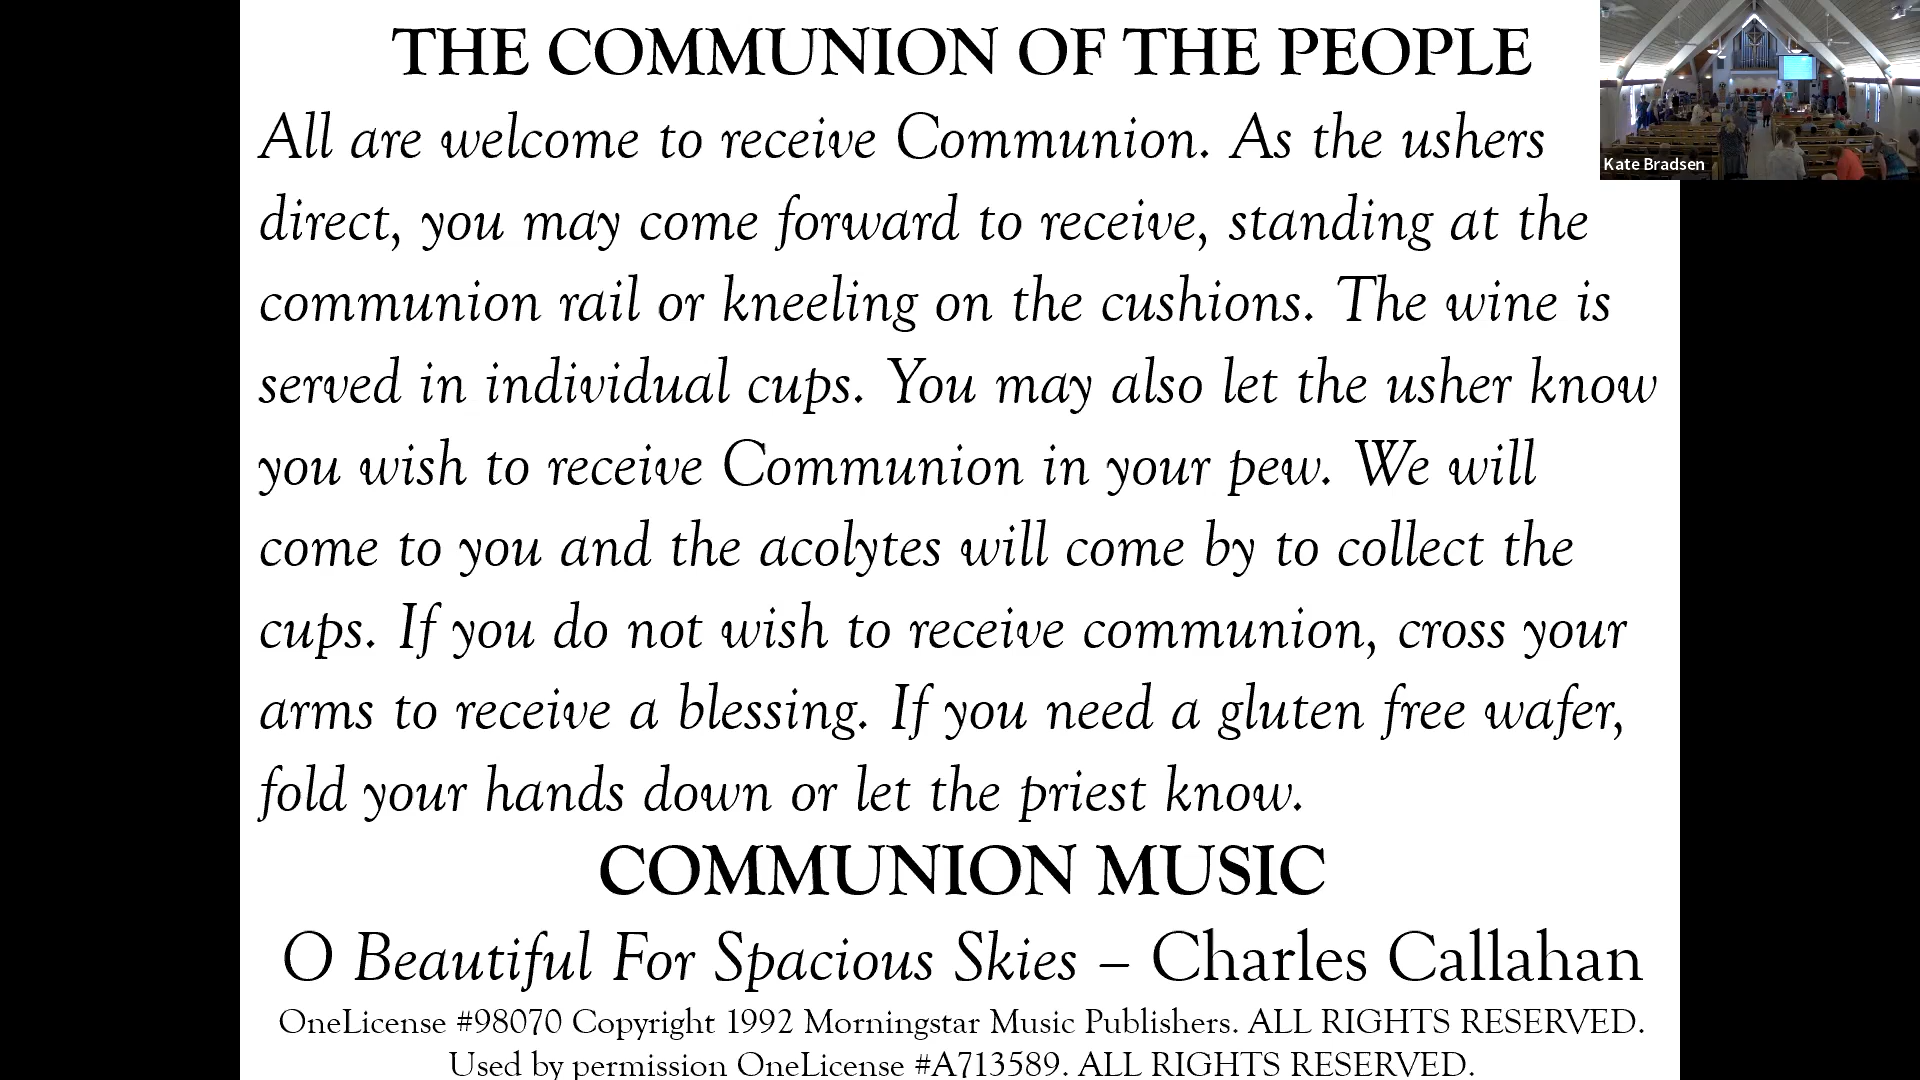 THE COMMUNION OF THE PEOPLE
All are welcome to receive Communion. As the ushers
direct, you may come forward to receive, standing at the
communion rail or kneeling on the cushions. The wine is
served in individual cups. You may also let the usher know
you wish to receive Communion in your pew. We will
come to you and the acolytes will come by to collect the
cups. If you do not wish to receive communion, cross your
arms to receive a blessing. If you need a gluten free wafer,
fold your hands down or let the priest know.
COMMUNION MUSIC
O Beautiful For Spacious Skies – Charles Callahan
OneLicense #98070 Copyright 1992 Morningstar Music Publishers. ALL RIGHTS RESERVED.
Used by permission OneLicense #A713589. ALL RIGHTS RESERVED.
Kate Bradsen